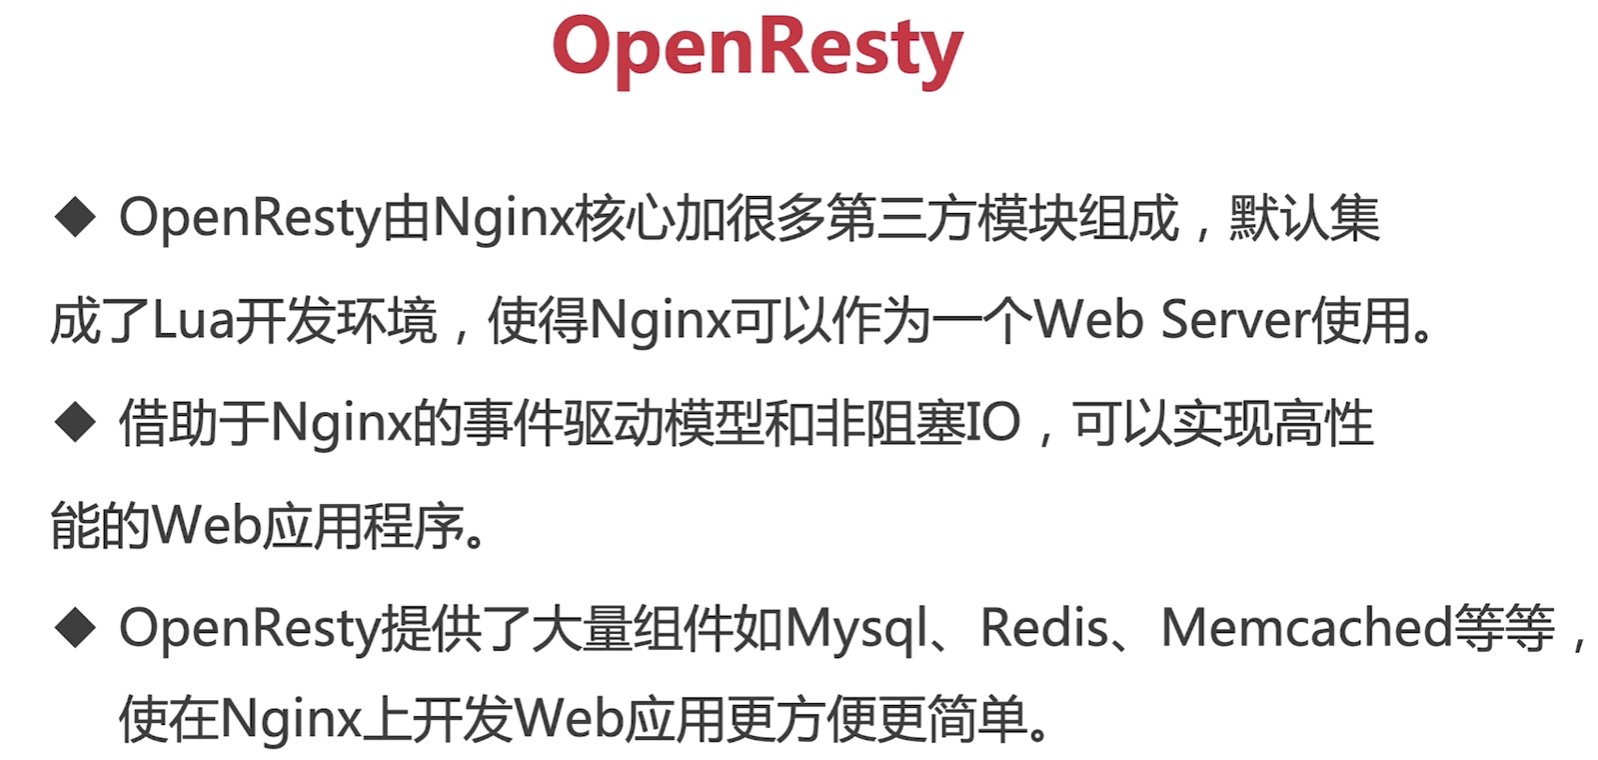 OpenResty
◆ OpenResty由Nginx核心加很多第三方模块组成，默认集
成了Lua开发环境，使得Nginx可以作为一个Web Server使用。
◆ 借助于Nginx的事件驱动模型和非阻塞IO，可以实现高性
能的Web应用程序。
◆ OpenResty提供了大量组件如Mysql、Redis、Memcached等等，
使在Nginx上开发Web应用更方便更简单。